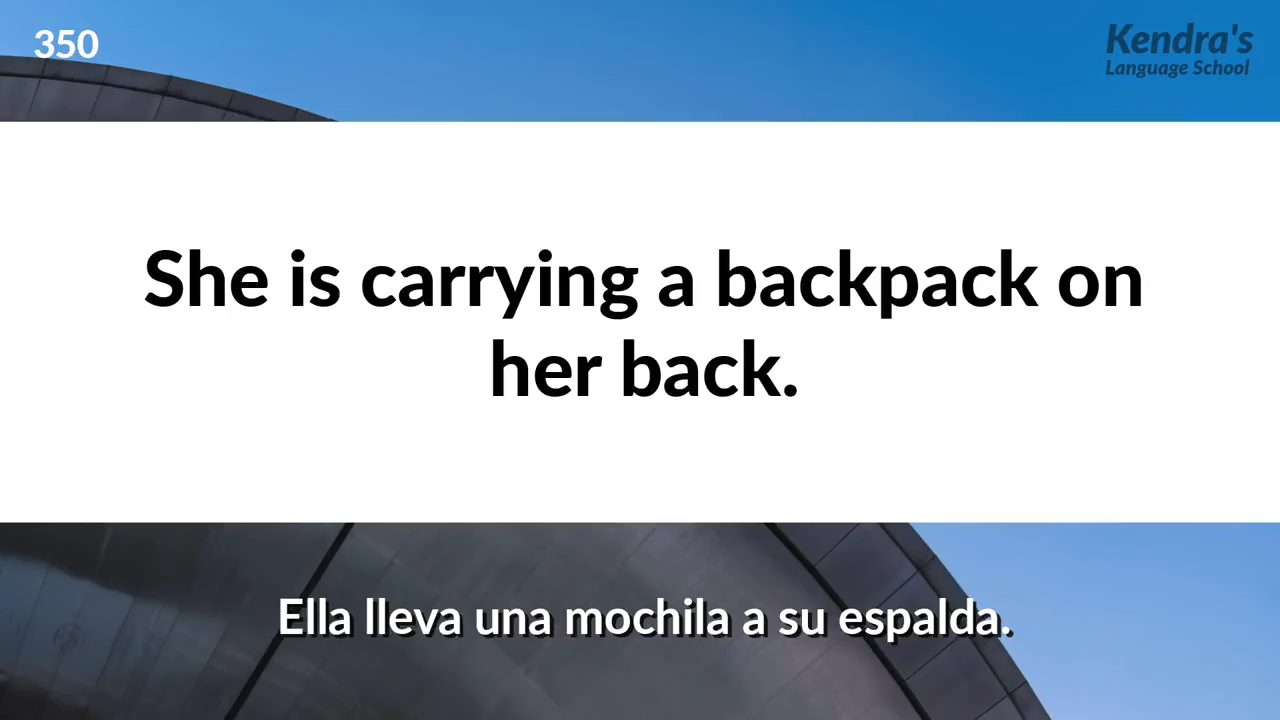 350
Kendra's
Language School
She is carrying a backpack on
her back.
Ella lleva una mochila a su espalda.